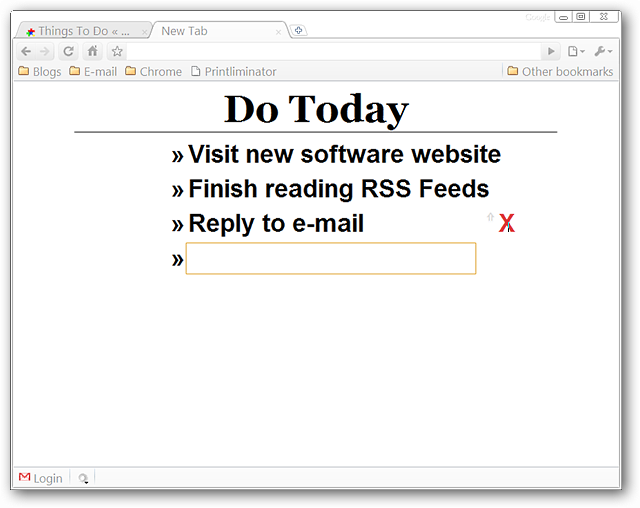 Google
Things To Do « ... × New Tab ×
Blogs E-mail Chrome Printliminator Other bookmarks
Do Today
» Visit new software website
» Finish reading RSS Feeds
» Reply to e-mail X
»
Login